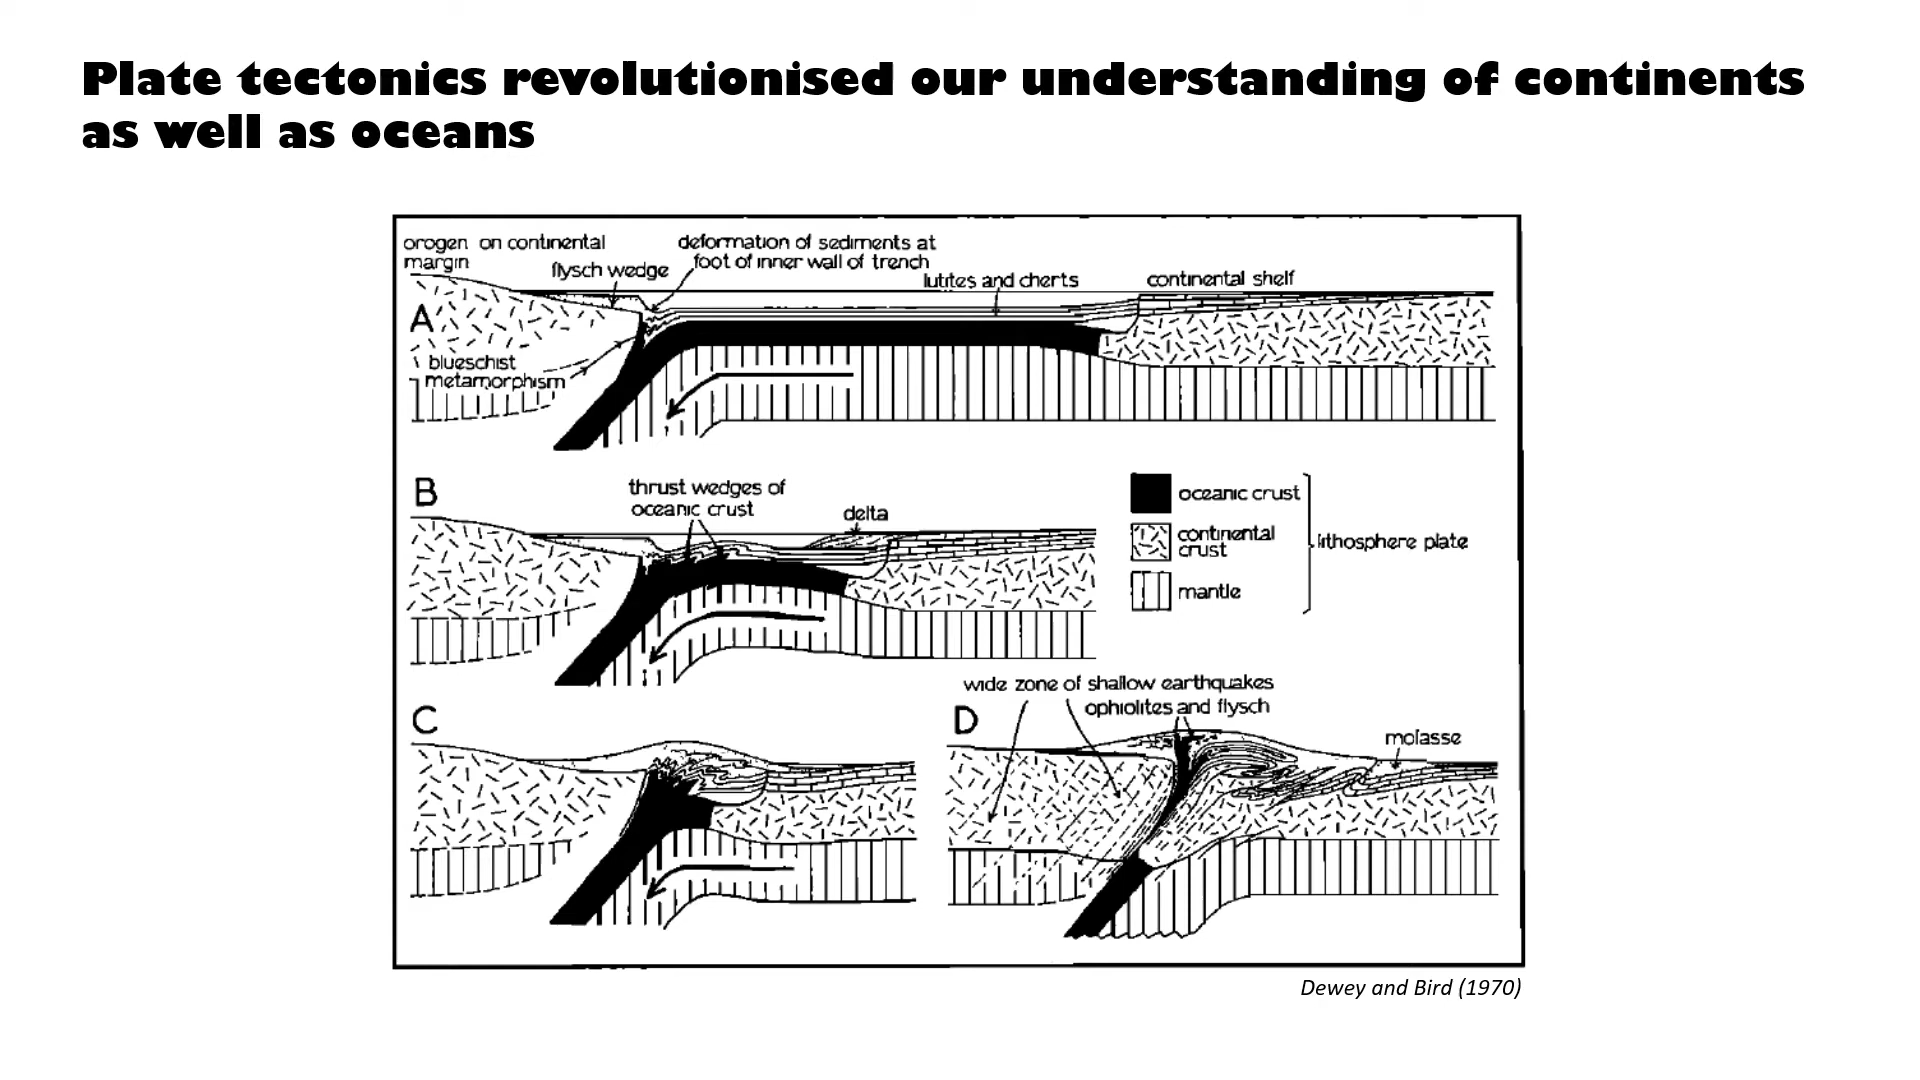 Plate tectonics revolutionised our understanding of continents
as well as oceans
orogen on continental
margin
flysch wedge
deformation of sediments at
foot of inner wall of trench
lutites and cherts
continental shelf
A
blueschist
metamorphism
B
thrust wedges of
oceanic crust
delta
oceanic crust
continental
crust
mantle
lithosphere plate
C
D
wide zone of shallow earthquakes
ophiolites and flysch
molasse
Dewey and Bird (1970)